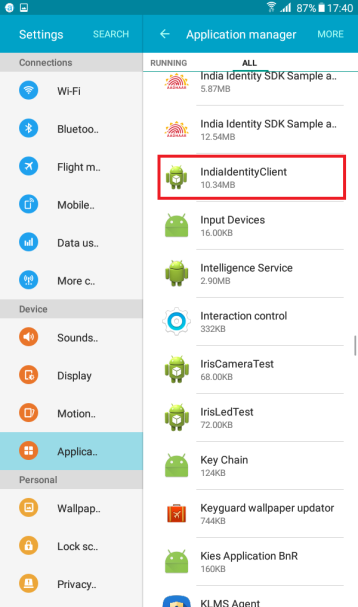 87% 17:40
Settings SEARCH
Application manager MORE
Connections
Wi-Fi
Bluetoo..
Flight m..
Mobile..
Data us..
More c..
Device
Sounds..
Display
Motion..
Applica..
Personal
Wallpap..
Lock sc..
Privacy..
RUNNING ALL
India Identity SDK Sample a..
5.87MB
AADHAAR
India Identity SDK Sample a..
12.54MB
AADHAAR
IndiaIdentityClient
10.34MB
Input Devices
16.00KB
Intelligence Service
2.90MB
Interaction control
332KB
IrisCameraTest
68.00KB
IrisLedTest
72.00KB
Key Chain
124KB
Keyguard wallpaper updator
744KB
Kies Application BnR
160KB
KLMS Agent